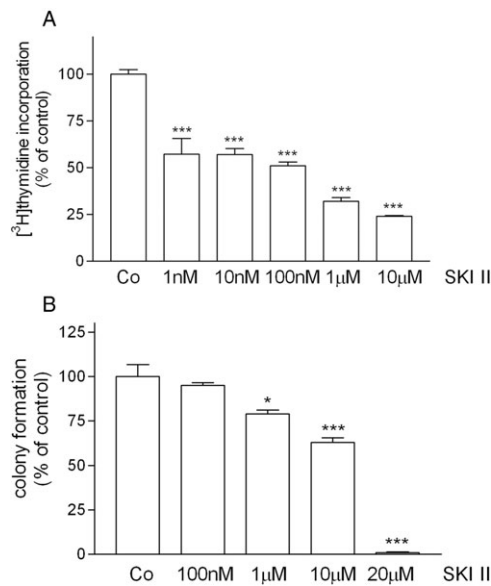 A
[³H]thymidine incorporation
(% of control)
100
75
50
25
0
***
***
***
***
***
Co 1nM 10nM 100nM 1μM 10μM SKI II
B
colony formation
(% of control)
125
100
75
50
25
0
*
***
***
Co 100nM 1μM 10μM 20μM SKI II